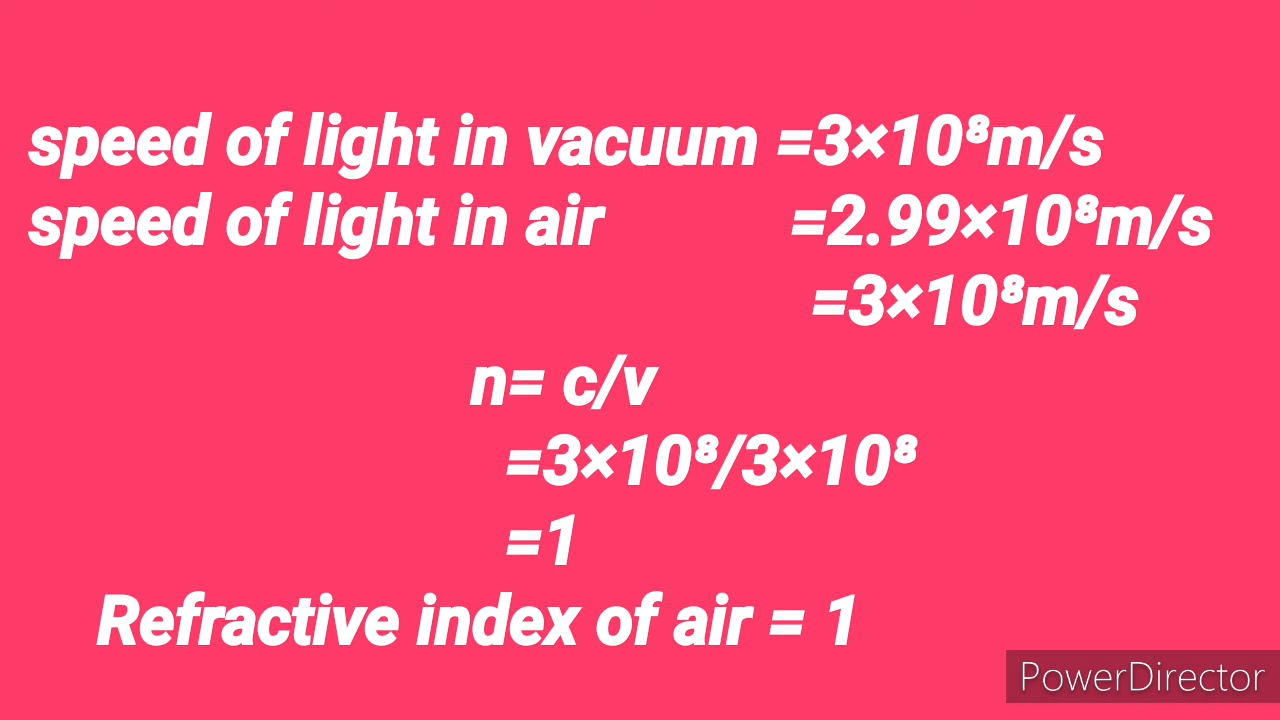 speed of light in vacuum =3×10⁸m/s
speed of light in air =2.99×10⁸m/s
=3×10⁸m/s
n= c/v
=3×10⁸/3×10⁸
=1
Refractive index of air = 1
PowerDirector